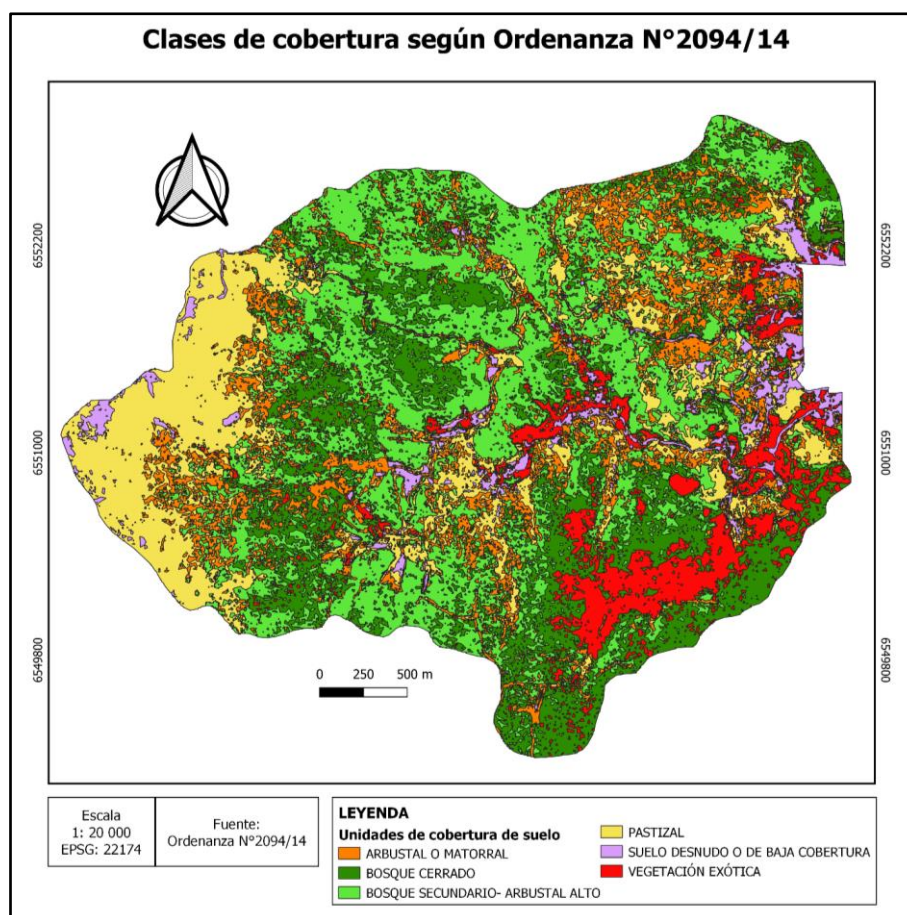 Clases de cobertura según Ordenanza N°2094/14
6552200
6552200
6551000
6551000
6549800
6549800
0 250 500 m
Escala
1: 20 000
EPSG: 22174
Fuente:
Ordenanza N°2094/14
LEYENDA
Unidades de cobertura de suelo
ARBUSTAL O MATORRAL
BOSQUE CERRADO
BOSQUE SECUNDARIO- ARBUSTAL ALTO
PASTIZAL
SUELO DESNUDO O DE BAJA COBERTURA
VEGETACIÓN EXÓTICA